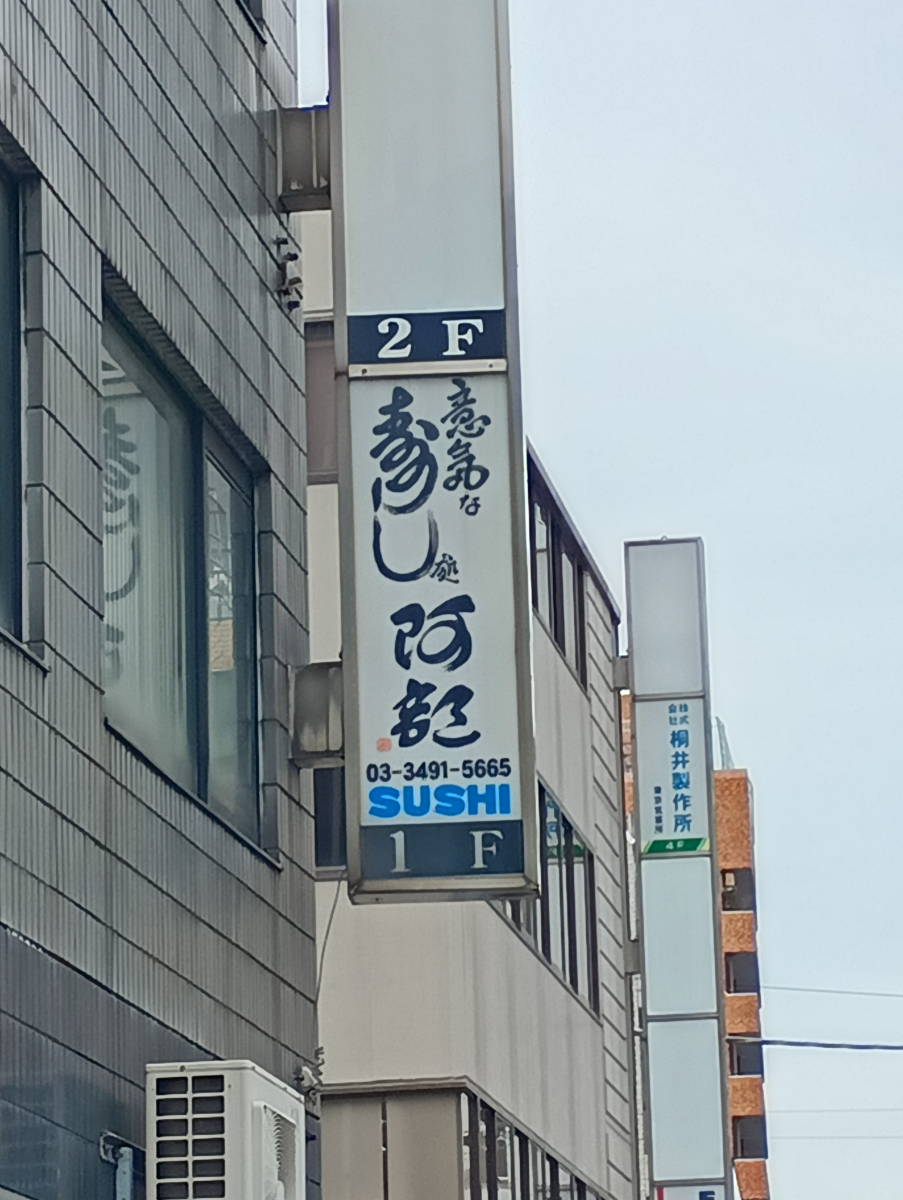 2F
意気な
寿し処
阿部
03-3491-5665
SUSHI
1F
株式会社
桐井製作所
4F